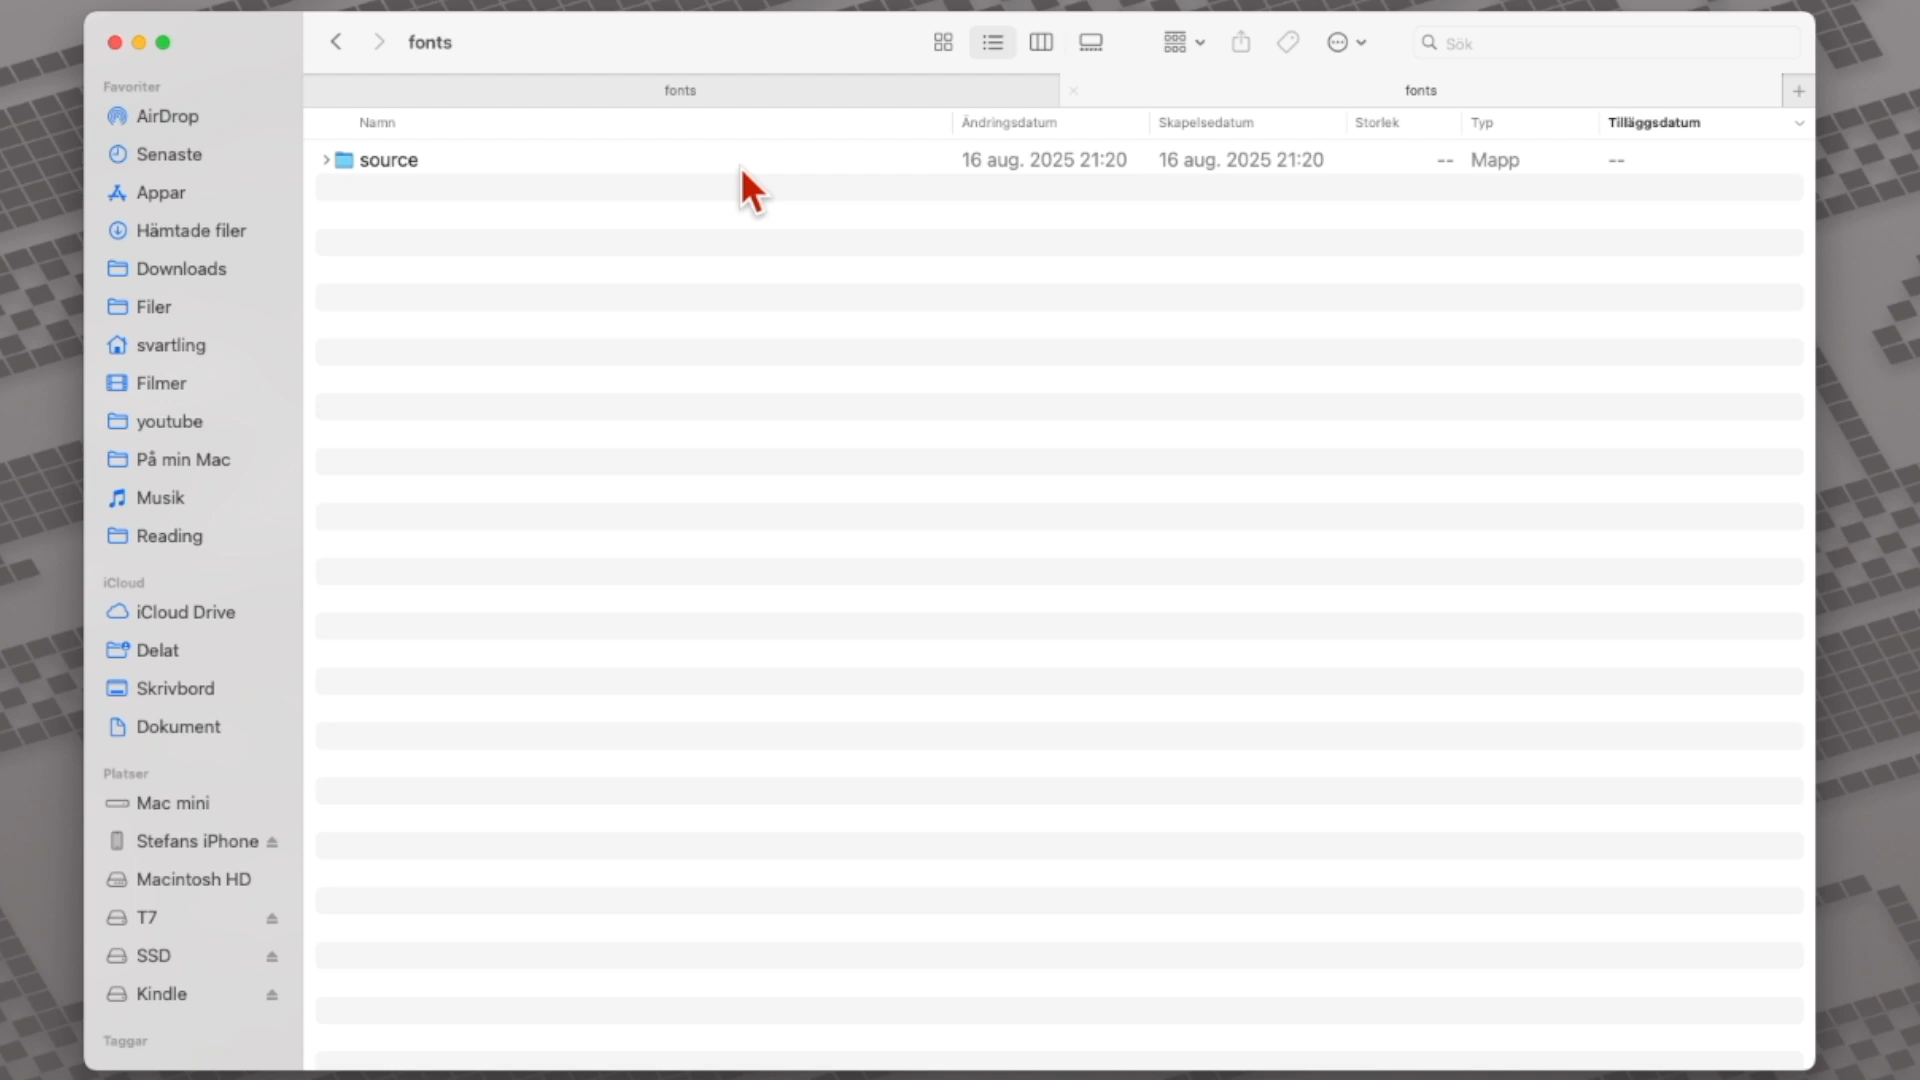 fonts
Sök
fonts
fonts
Namn
Ändringsdatum
Skapelsedatum
Storlek
Typ
Tilläggsdatum
source
16 aug. 2025 21:20
16 aug. 2025 21:20
--
Mapp
--
Favoriter
AirDrop
Senaste
Appar
Hämtade filer
Downloads
Filer
svartling
Filmer
youtube
På min Mac
Musik
Reading
iCloud
iCloud Drive
Delat
Skrivbord
Dokument
Platser
Mac mini
Stefans iPhone
Macintosh HD
T7
SSD
Kindle
Taggar